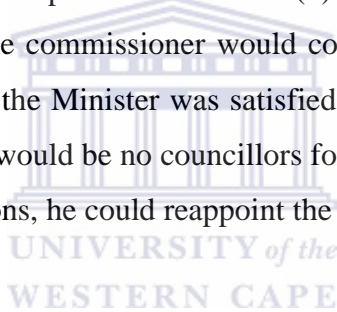 e commissioner would co
the Minister was satisfied
would be no councillors fo
ons, he could reappoint the
UNIVERSITY of the
WESTERN CAPE